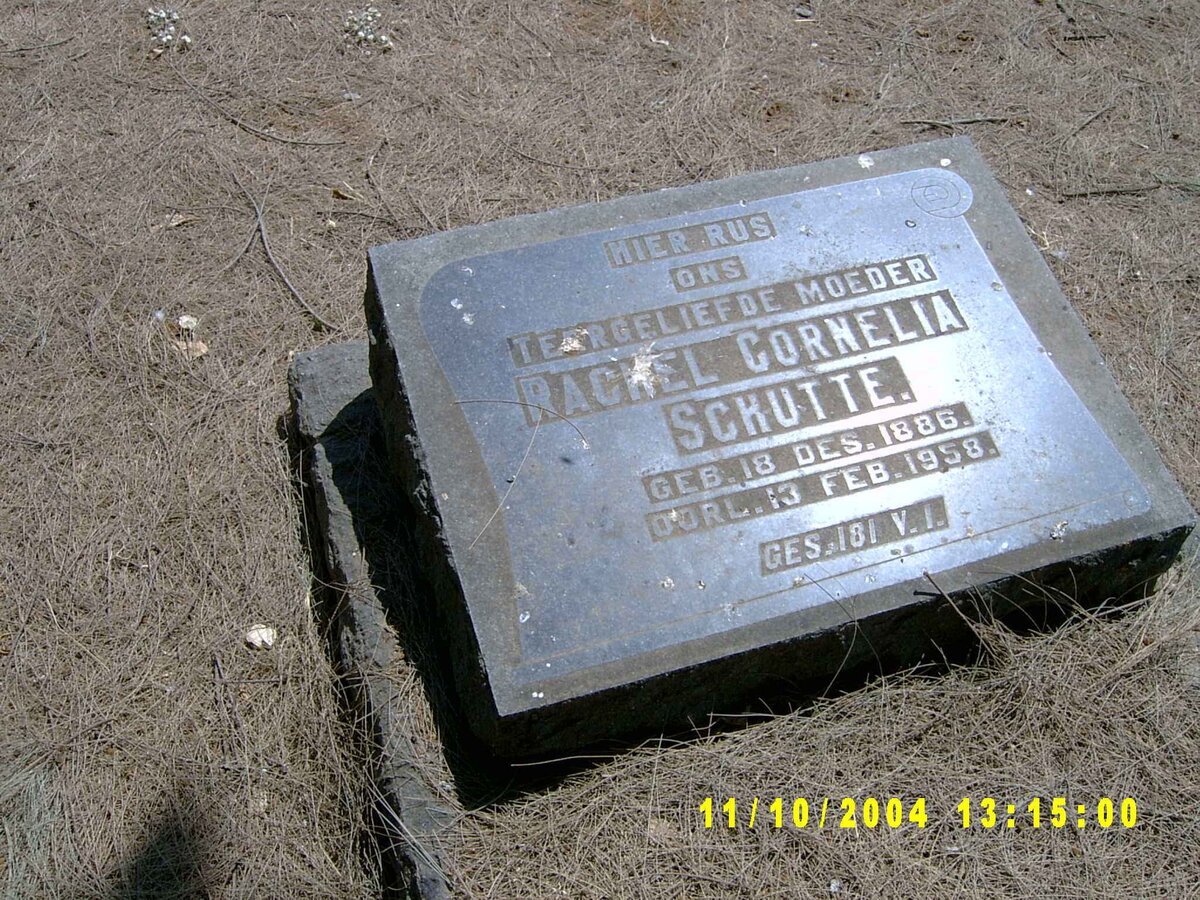 HIER RUS
ONS
TEERGELIEFDE MOEDER
RACHEL CORNELIA
SCHUTTE.
GEB. 18 DES. 1886.
OORL. 13 FEB. 1958.
GES. 181 V. 1.
11/10/2004 13:15:00